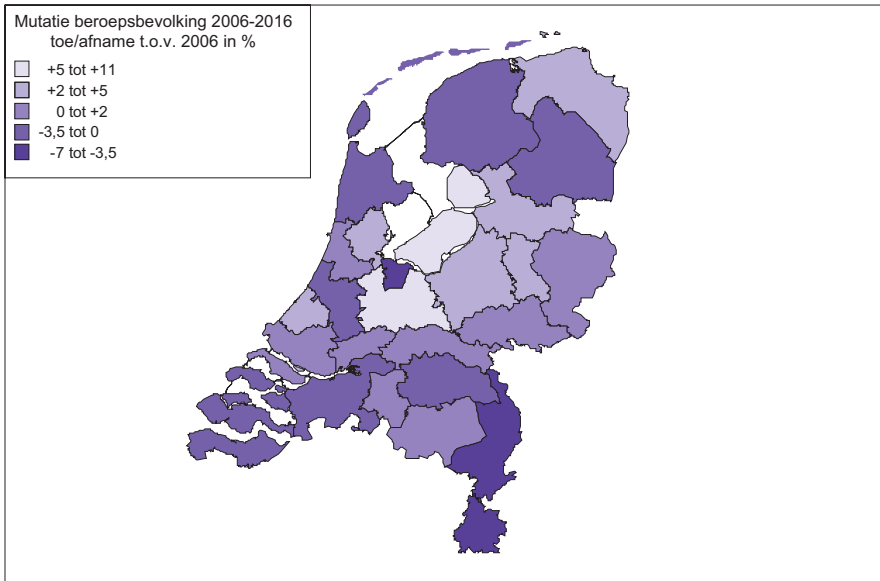 Mutatie beroepsbevolking 2006-2016
toe/afname t.o.v. 2006 in %
+5 tot +11
+2 tot +5
0 tot +2
-3,5 tot 0
-7 tot -3,5